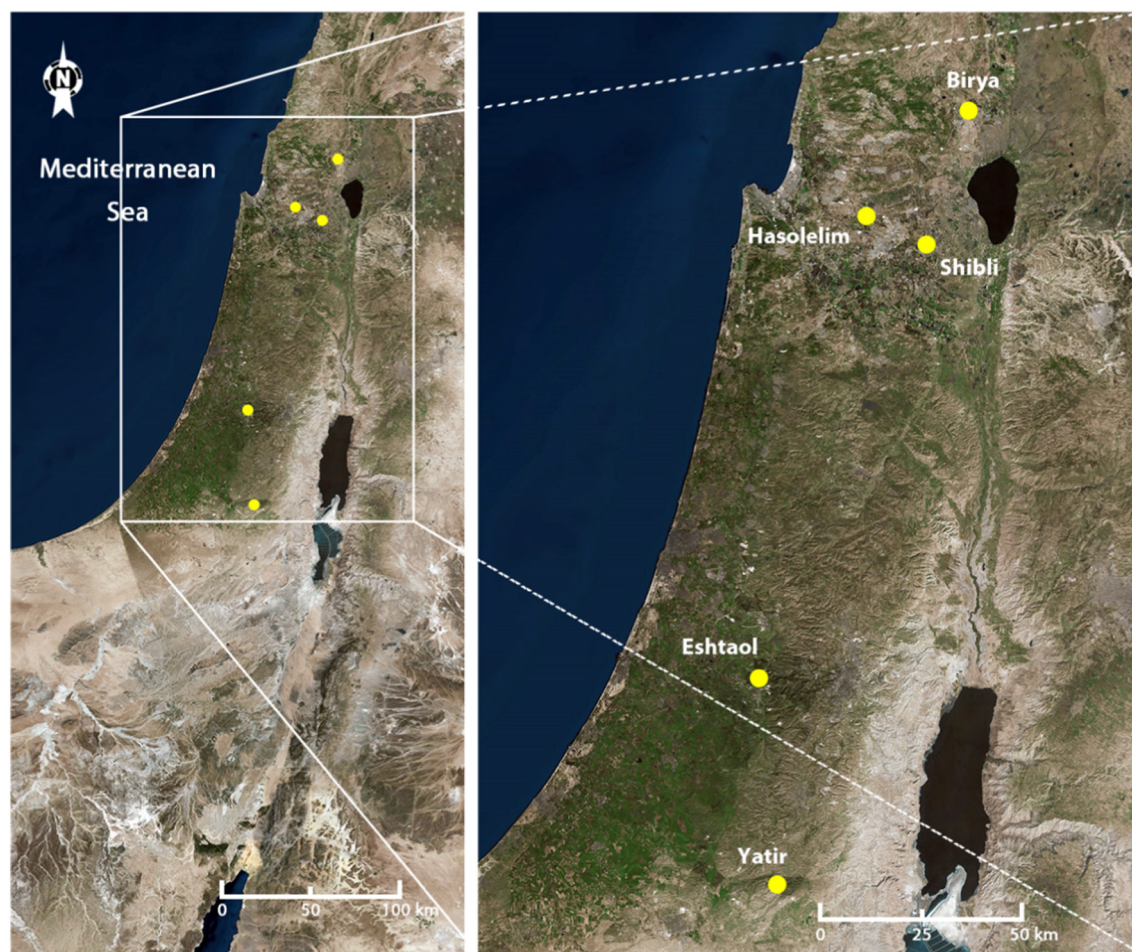 N
Mediterranean
Sea
0 50 100 km
Birya
Hasolelim
Shibli
Eshtaol
Yatir
0 25 50 km